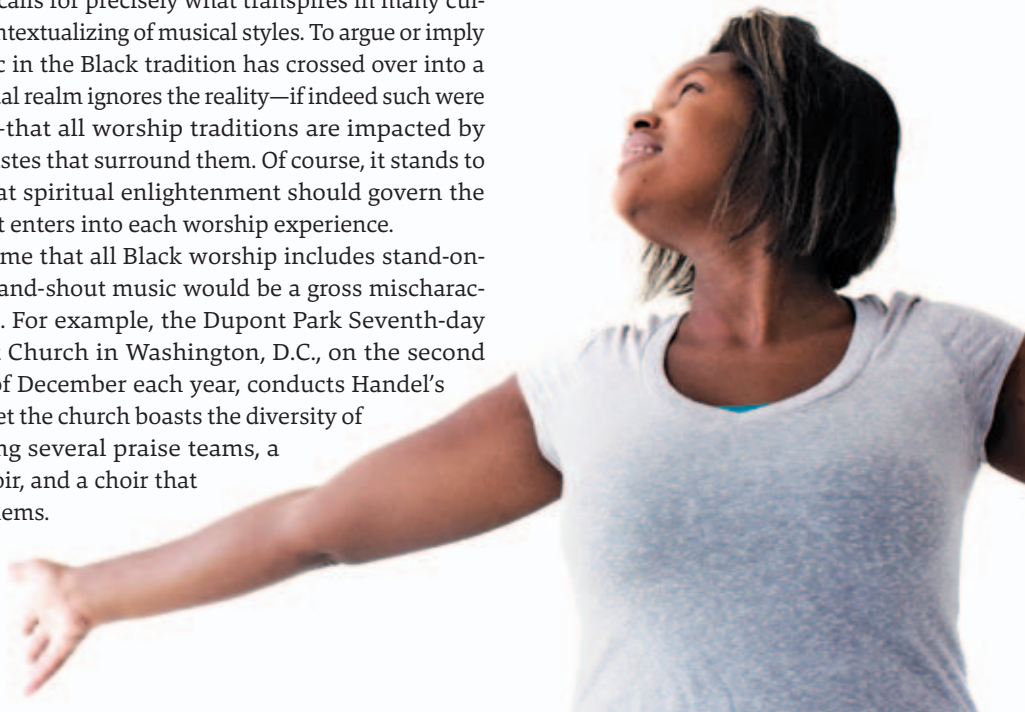 calls for precisely what transpires in many cul-
ntextualizing of musical styles. To argue or imply
c in the Black tradition has crossed over into a
al realm ignores the reality—if indeed such were
-that all worship traditions are impacted by
stes that surround them. Of course, it stands to
at spiritual enlightenment should govern the
t enters into each worship experience.
me that all Black worship includes stand-on-
and-shout music would be a gross mischarac-
. For example, the Dupont Park Seventh-day
Church in Washington, D.C., on the second
of December each year, conducts Handel's
et the church boasts the diversity of
ng several praise teams, a
oir, and a choir that
ems.